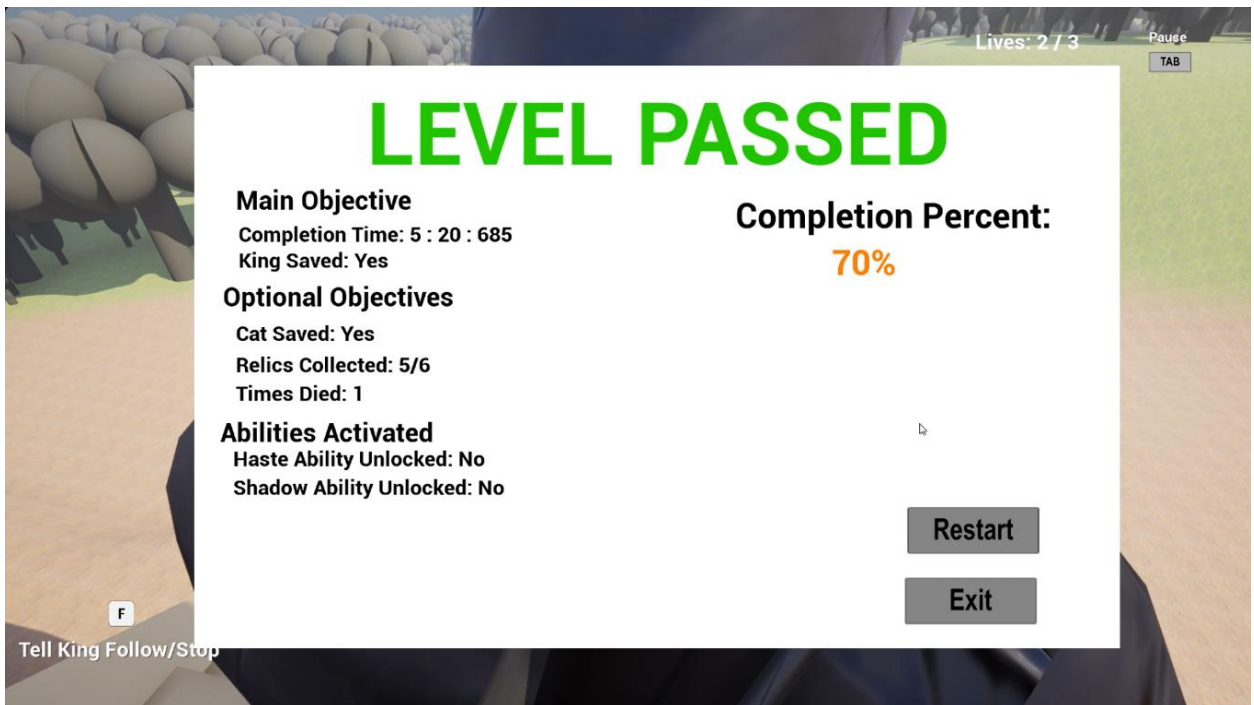 Lives: 2 / 3
Pause
TAB
LEVEL PASSED
Main Objective
Completion Time: 5 : 20 : 685
King Saved: Yes
Optional Objectives
Cat Saved: Yes
Relics Collected: 5/6
Times Died: 1
Abilities Activated
Haste Ability Unlocked: No
Shadow Ability Unlocked: No
Completion Percent:
70%
Restart
Exit
F
Tell King Follow/Stop